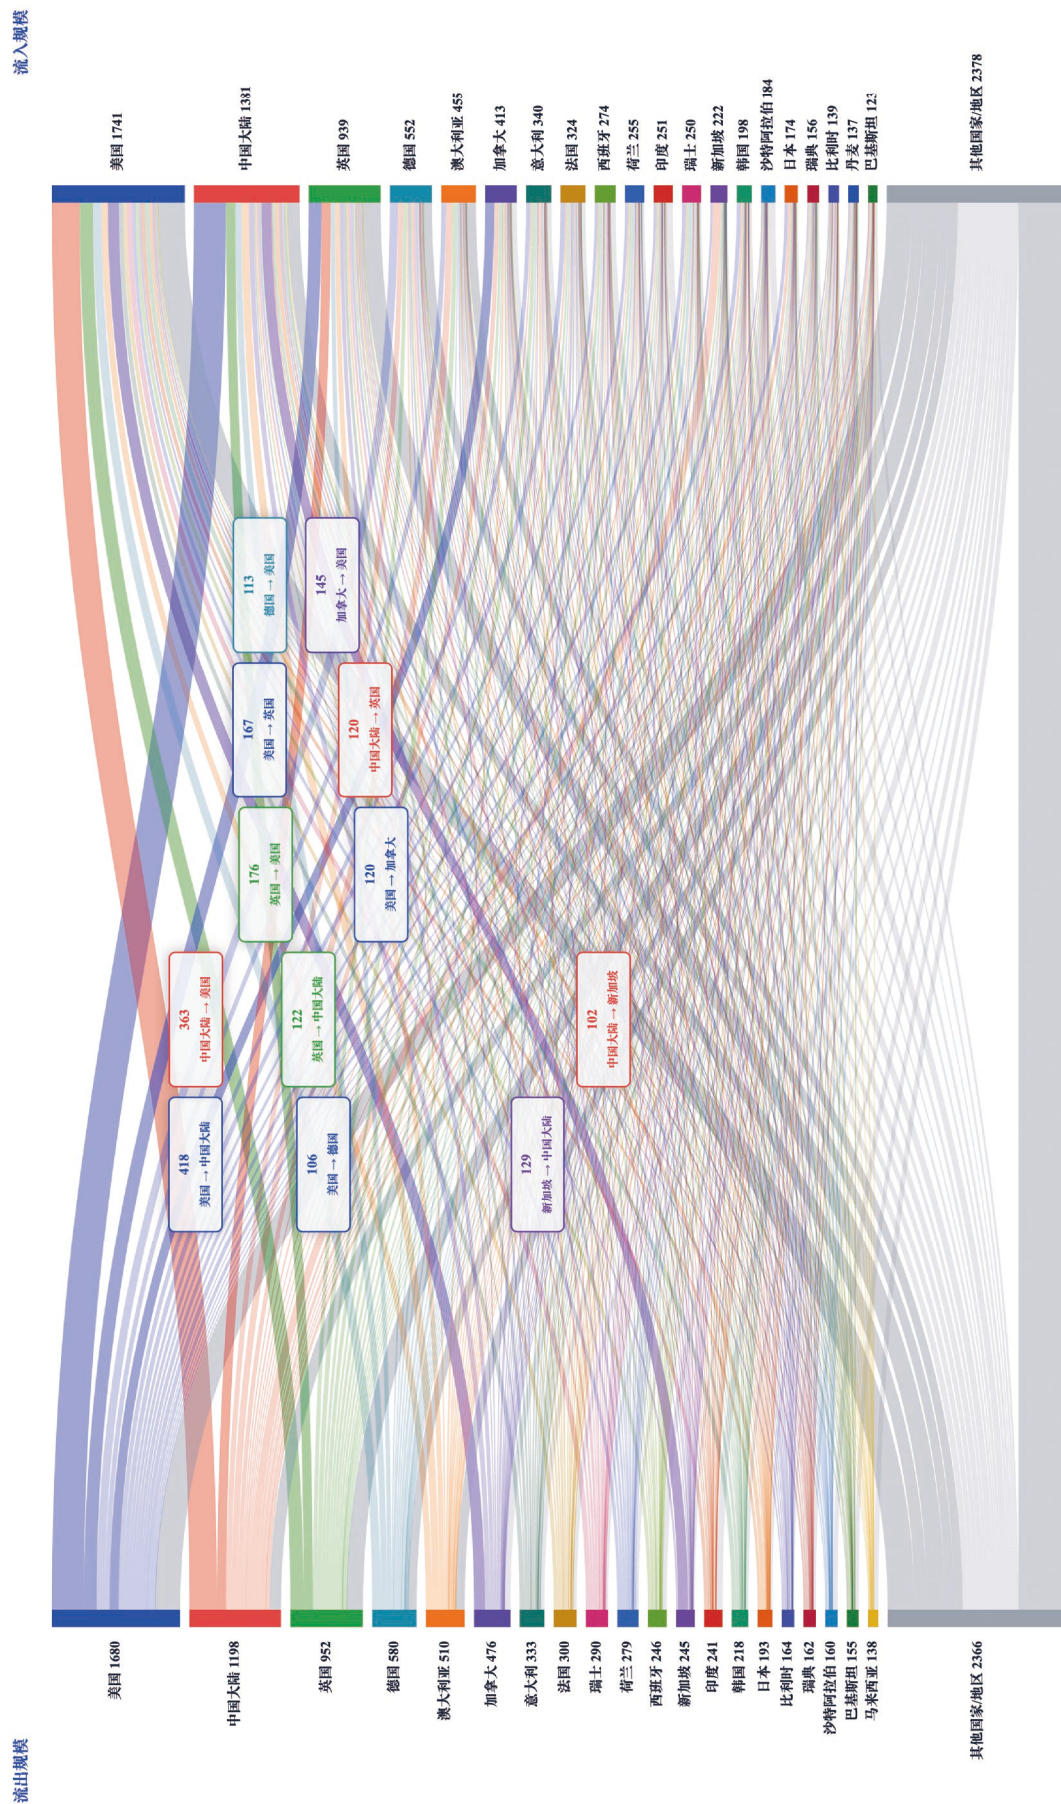 流出规模
流入规模
美国 1680
中国大陆 1198
英国 952
德国 580
澳大利亚 510
加拿大 476
意大利 333
法国 300
瑞士 290
荷兰 279
西班牙 246
新加坡 245
印度 241
韩国 218
日本 193
比利时 164
瑞典 162
沙特阿拉伯 160
巴基斯坦 155
马来西亚 138
其他国家/地区 2366
418
美国 → 中国大陆
363
中国大陆 → 美国
176
英国 → 美国
167
美国 → 英国
113
德国 → 美国
106
美国 → 德国
122
英国 → 中国大陆
120
美国 → 加拿大
120
中国大陆 → 英国
145
加拿大 → 美国
129
新加坡 → 中国大陆
102
中国大陆 → 新加坡
美国 1741
中国大陆 1381
英国 939
德国 552
澳大利亚 455
加拿大 413
意大利 340
法国 324
西班牙 274
荷兰 255
印度 251
瑞士 250
新加坡 222
韩国 198
沙特阿拉伯 184
日本 174
瑞典 156
比利时 139
丹麦 137
巴基斯坦 123
其他国家/地区 2378